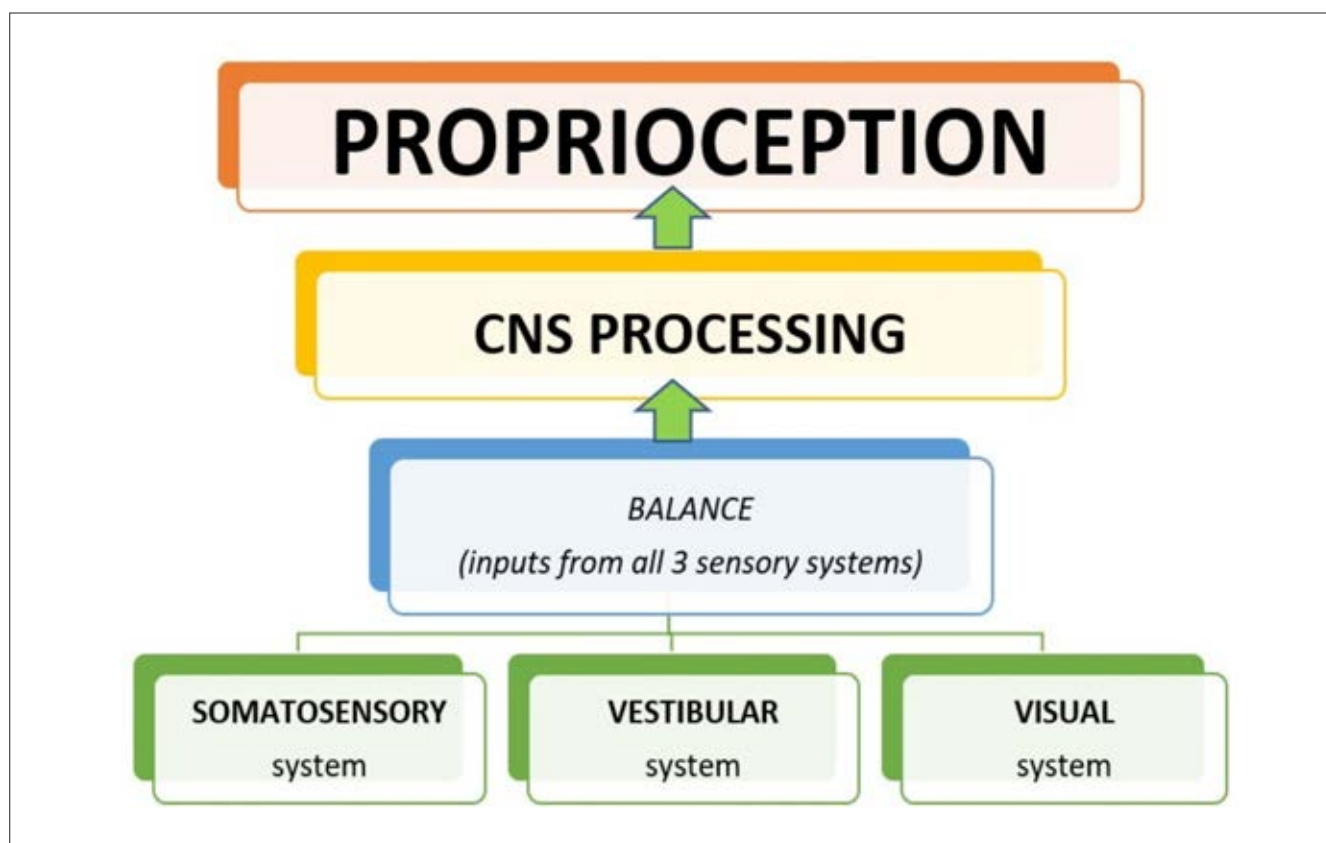 PROPRIOCEPTION
CNS PROCESSING
BALANCE
(inputs from all 3 sensory systems)
SOMATOSENSORY
system
VESTIBULAR
system
VISUAL
system